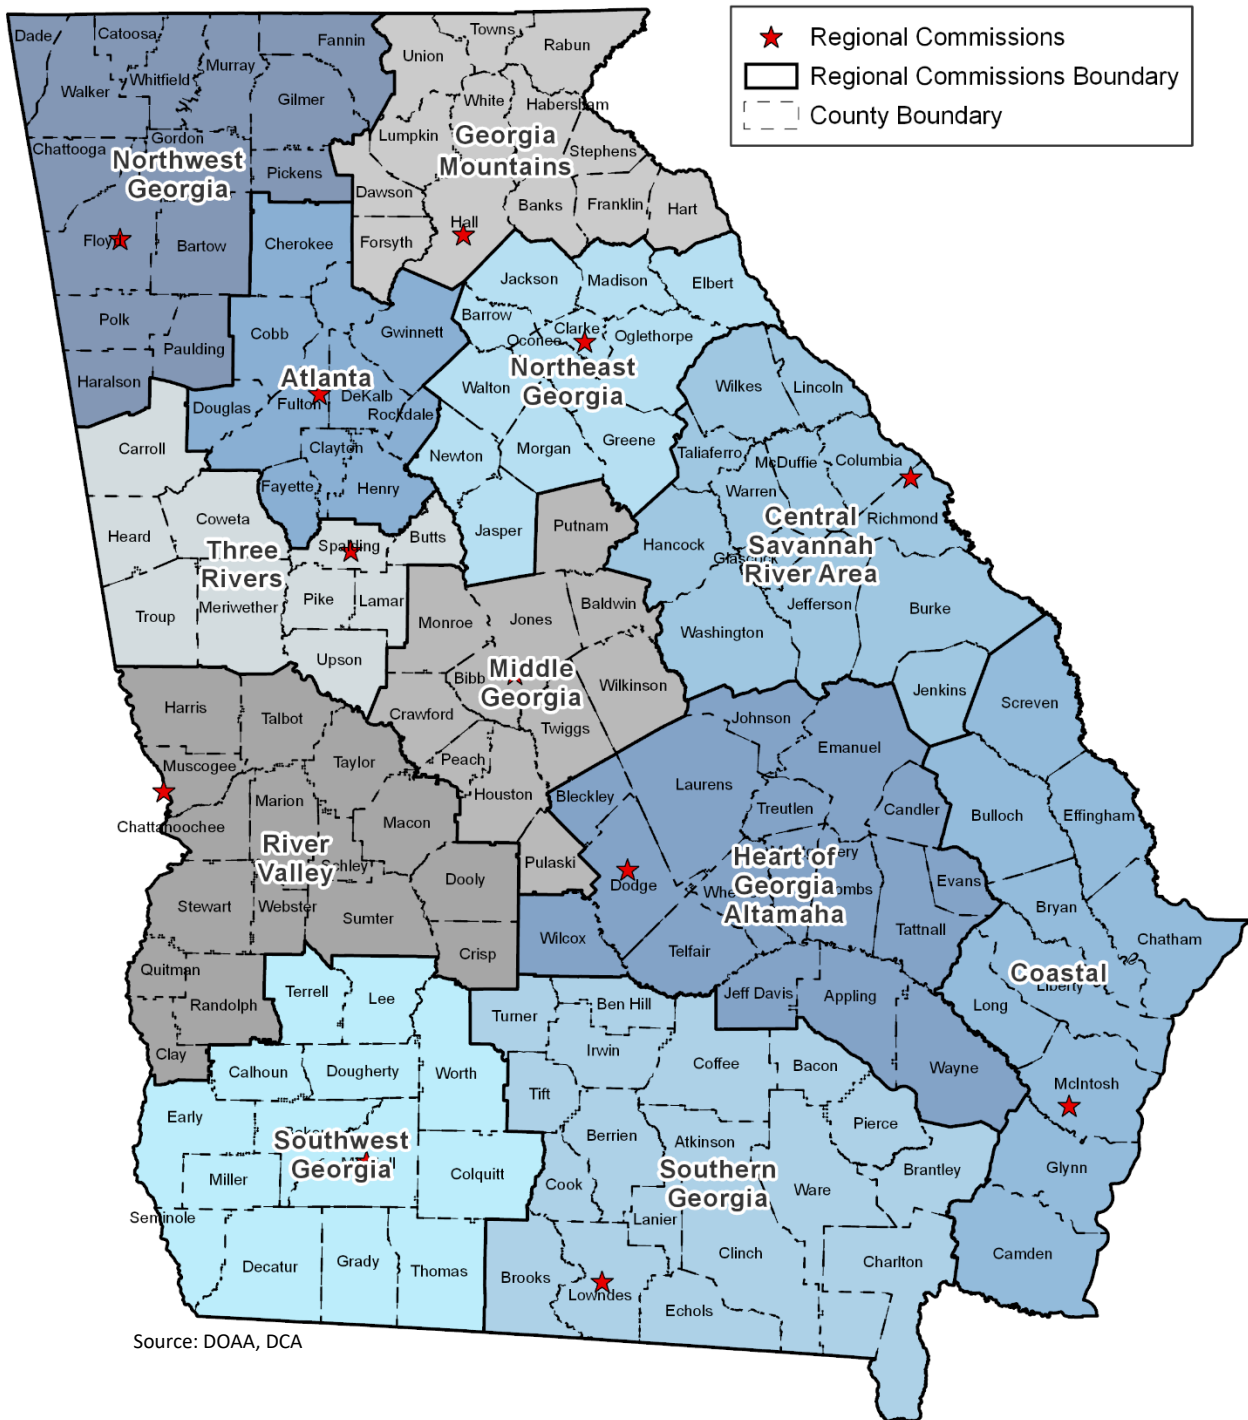 Regional Commissions
Regional Commissions Boundary
County Boundary
Dade
Catoosa
Fannin
Towns
Rabun
Union
Murray
Whitfield
Walker
Gilmer
White
Habersham
Lumpkin
Georgia
Mountains
Gordon
Chattooga
Northwest
Georgia
Stephens
Pickens
Dawson
Banks
Franklin
Hart
Hall
Floyd
Bartow
Cherokee
Forsyth
Jackson
Madison
Elbert
Polk
Barrow
Clarke
Cobb
Gwinnett
Oconee
Oglethorpe
Paulding
Northeast
Georgia
Haralson
Atlanta
Walton
Wilkes
Lincoln
DeKalb
Fulton
Douglas
Rockdale
Carroll
Clayton
Newton
Morgan
Greene
Taliaferro
McDuffie
Columbia
Fayette
Henry
Warren
Coweta
Putnam
Central
Savannah
River Area
Richmond
Heard
Spalding
Butts
Jasper
Hancock
Three
Rivers
Glascock
Troup
Meriwether
Pike
Lamar
Monroe
Jones
Baldwin
Jefferson
Burke
Washington
Upson
Middle
Georgia
Bibb
Wilkinson
Jenkins
Screven
Harris
Talbot
Crawford
Twiggs
Johnson
Emanuel
Muscogee
Taylor
Peach
Houston
Laurens
Bleckley
Marion
Macon
Treutlen
Candler
Bulloch
Effingham
Chattahoochee
River
Valley
Schley
Pulaski
Dooly
Dodge
Heart of
Georgia
Altamaha
Evans
Stewart
Webster
Sumter
Bryan
Tattnall
Chatham
Wilcox
Telfair
Crisp
Quitman
Coastal
Liberty
Randolph
Terrell
Lee
Jeff Davis
Appling
Long
Turner
Ben Hill
Clay
Irwin
Coffee
Bacon
Calhoun
Dougherty
Worth
Wayne
McIntosh
Tift
Early
Pierce
Berrien
Atkinson
Southwest
Georgia
Southern
Georgia
Brantley
Glynn
Miller
Colquitt
Cook
Ware
Seminole
Lanier
Clinch
Camden
Decatur
Grady
Thomas
Brooks
Charlton
Lowndes
Echols
Source: DOAA, DCA